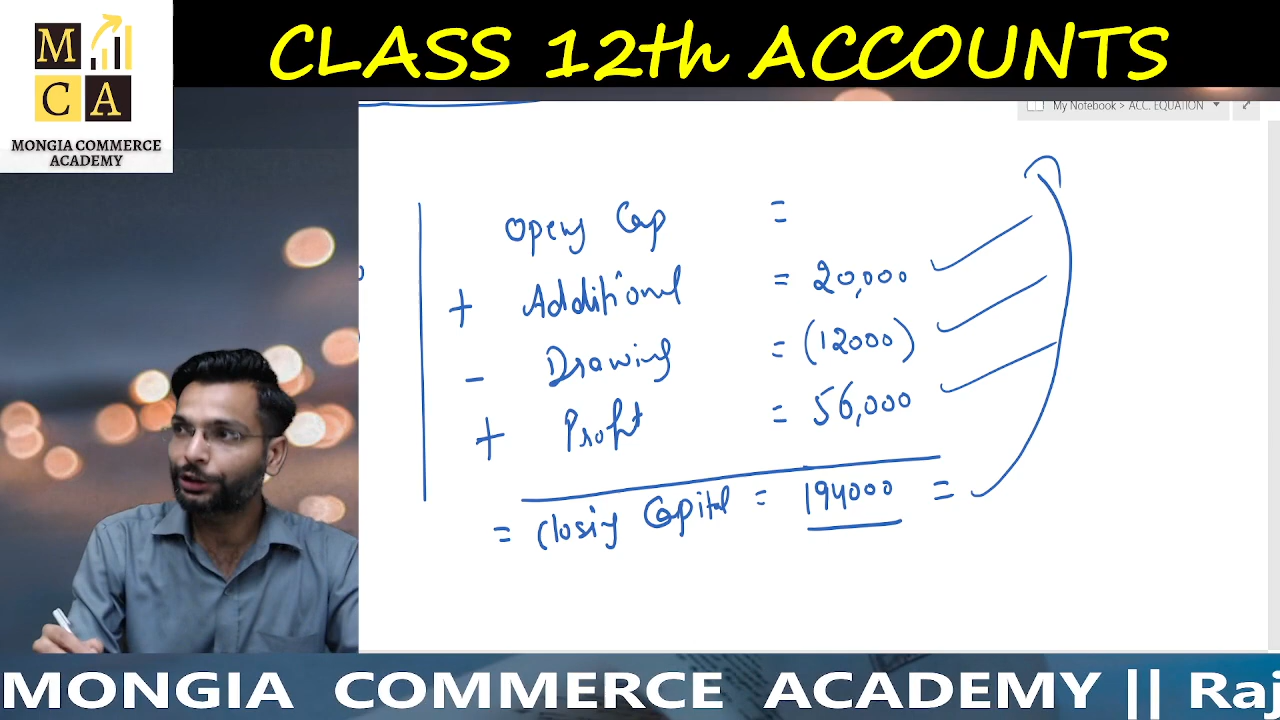 M
C A
MONGIA COMMERCE
ACADEMY
CLASS 12th ACCOUNTS
My Notebook > ACC. EQUATION
Openg Cap =
+ Additional = 20,000
- Drawing = (12000)
+ Profit = 56,000
= Closing Capital = 194000 =
MONGIA COMMERCE ACADEMY || Raj